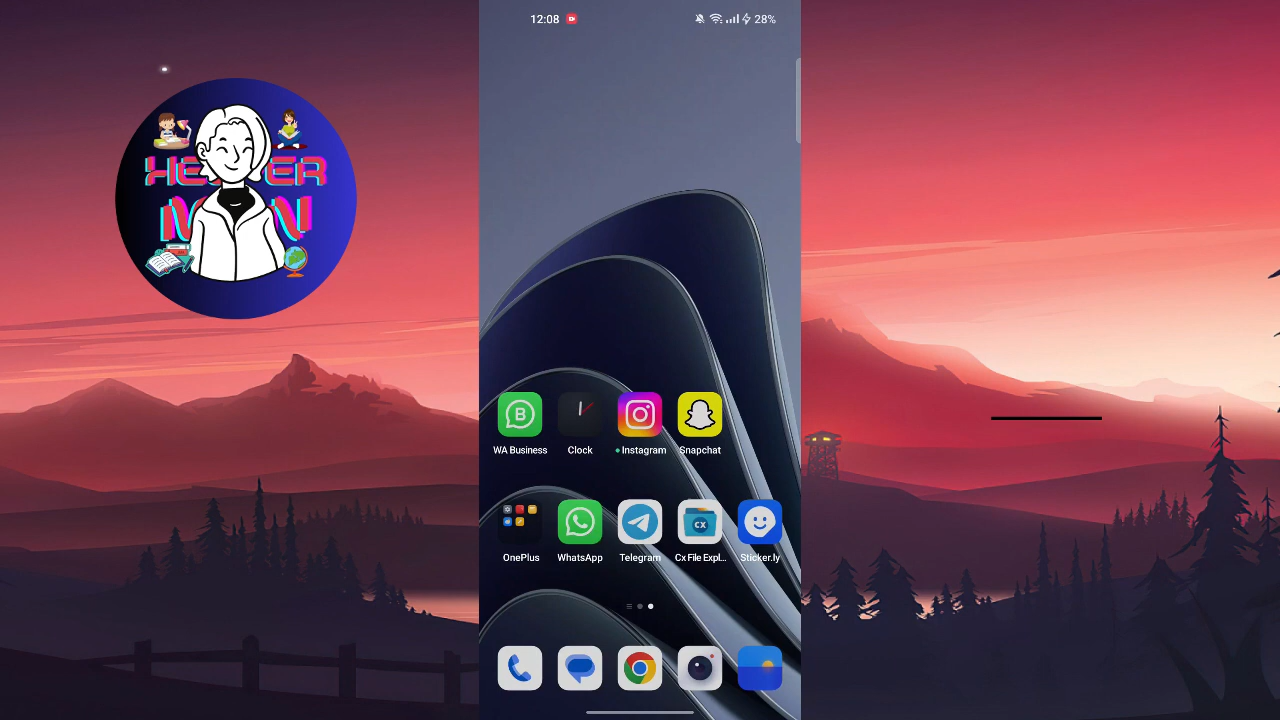 12:08 28%
WA Business Clock Instagram Snapchat
OnePlus WhatsApp Telegram Cx File Expl... Sticker.ly